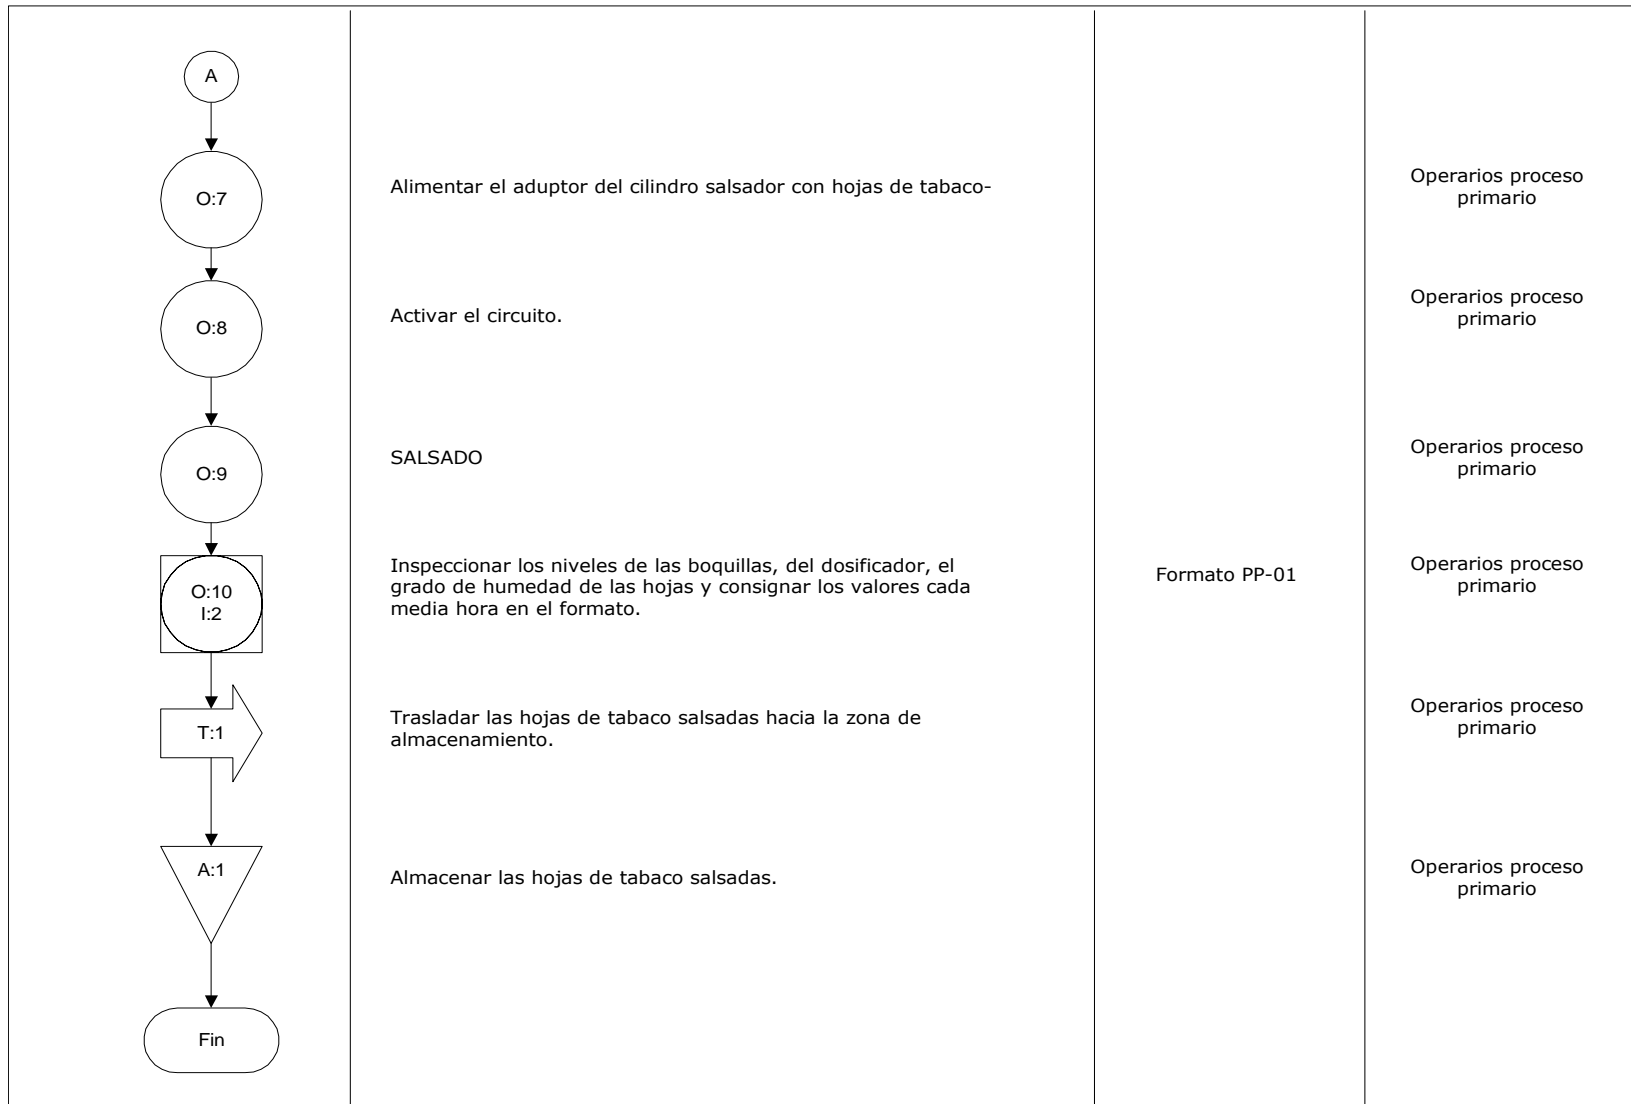 A
O:7
Alimentar el aduptor del cilindro salsador con hojas de tabaco-
Operarios proceso
primario
O:8
Activar el circuito.
Operarios proceso
primario
O:9
SALSADO
Operarios proceso
primario
O:10
I:2
Inspeccionar los niveles de las boquillas, del dosificador, el
grado de humedad de las hojas y consignar los valores cada
media hora en el formato.
Formato PP-01
Operarios proceso
primario
T:1
Trasladar las hojas de tabaco salsadas hacia la zona de
almacenamiento.
Operarios proceso
primario
A:1
Almacenar las hojas de tabaco salsadas.
Operarios proceso
primario
Fin